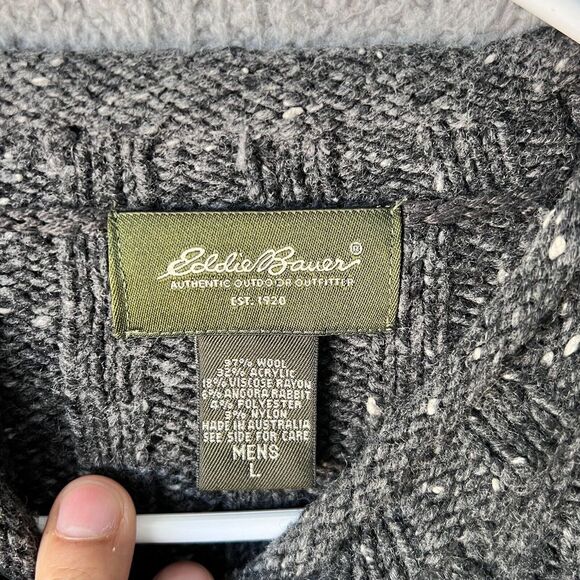 Eddie Bauer®
AUTHENTIC OUTDOOR OUTFITTER
EST. 1920
37% WOOL
32% ACRYLIC
18% VISCOSE RAYON
6% ANGORA RABBIT
4% POLYESTER
3% NYLON
MADE IN AUSTRALIA
SEE SIDE FOR CARE
MENS
L